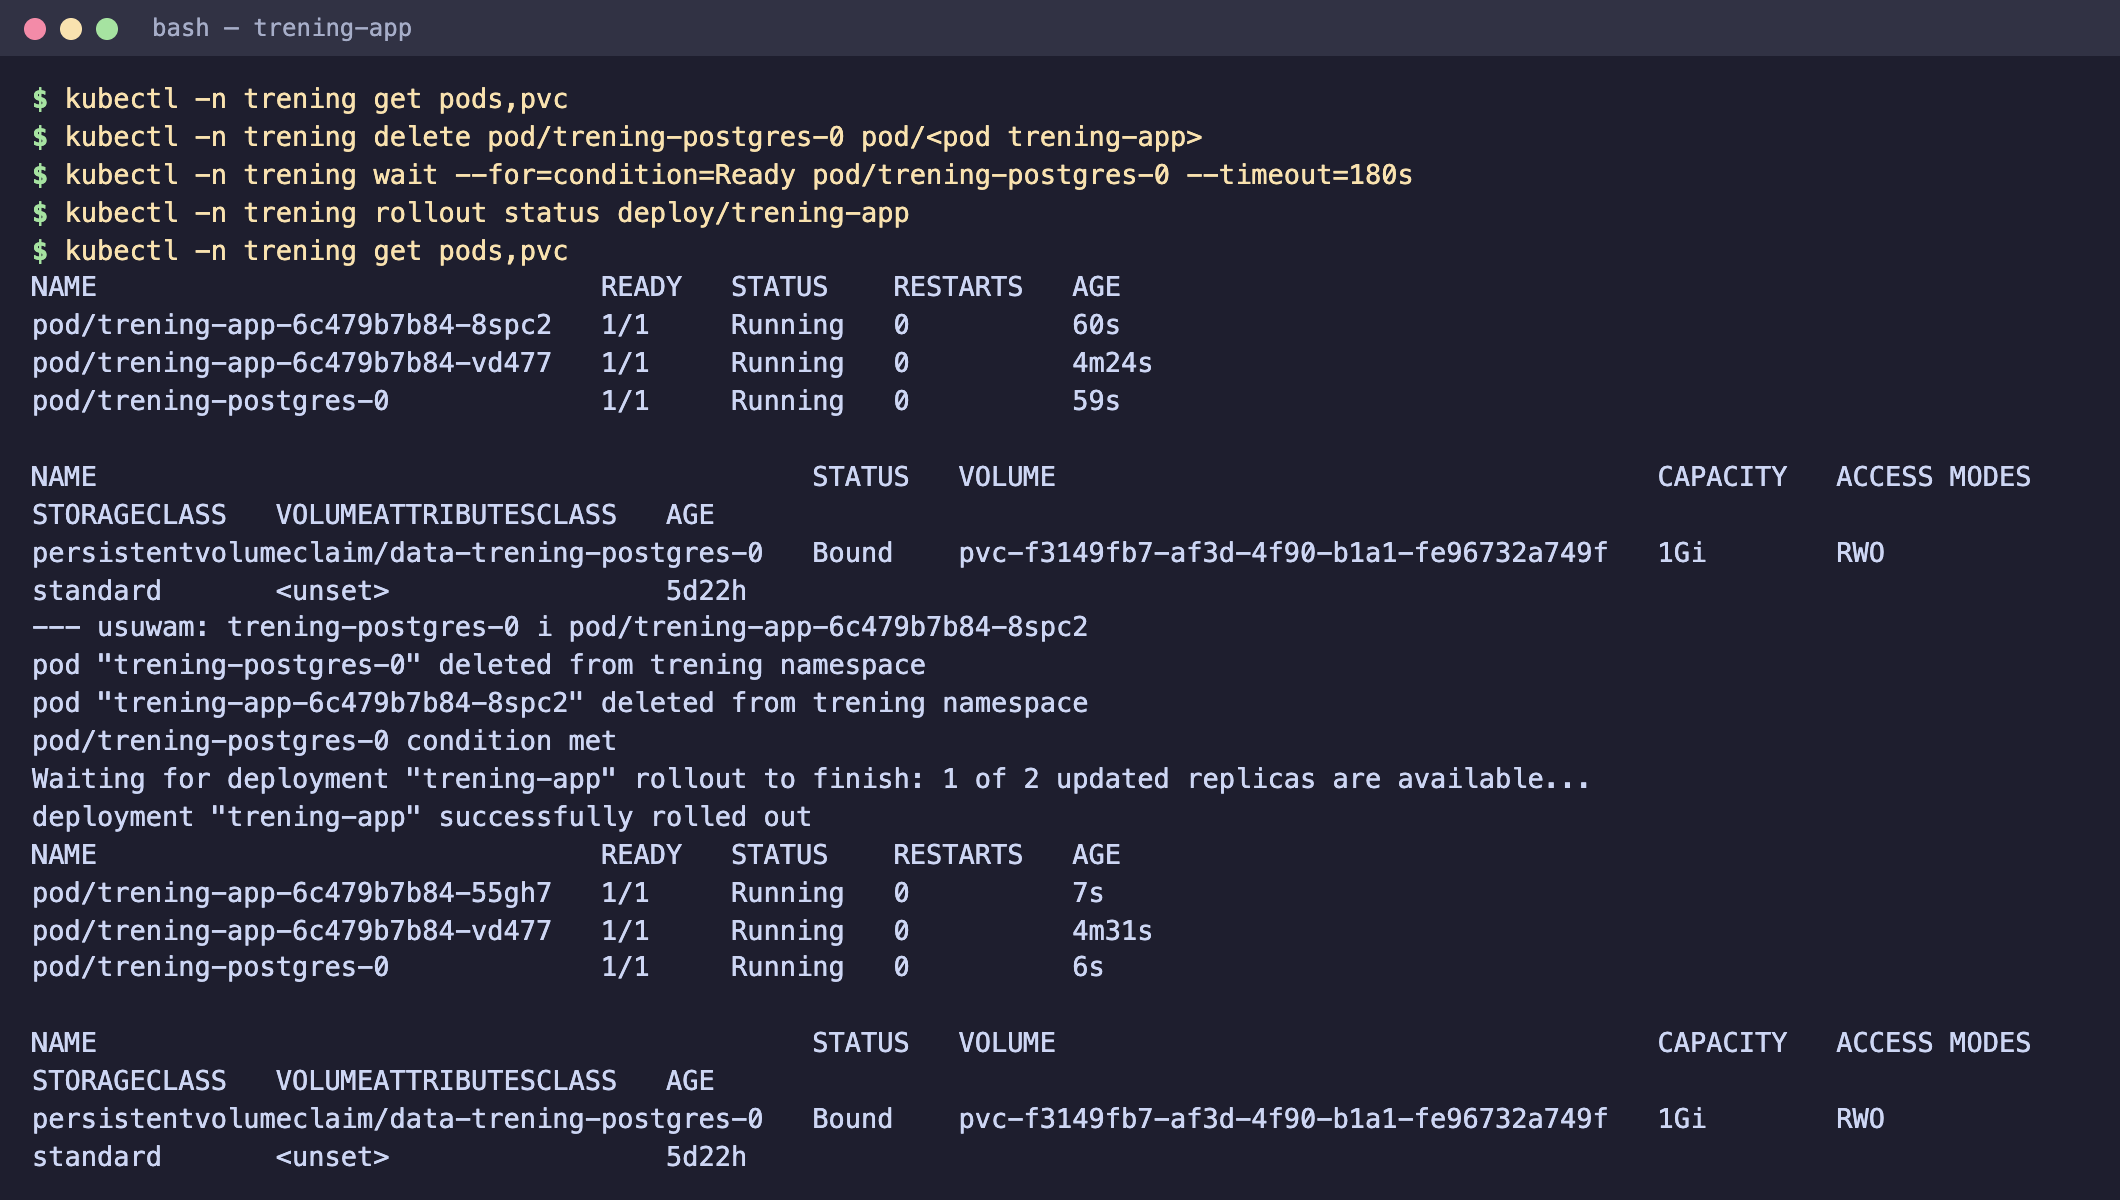 bash — trening-app
$ kubectl -n trening get pods,pvc
$ kubectl -n trening delete pod/trening-postgres-0 pod/<pod trening-app>
$ kubectl -n trening wait --for=condition=Ready pod/trening-postgres-0 --timeout=180s
$ kubectl -n trening rollout status deploy/trening-app
$ kubectl -n trening get pods,pvc
NAME                               READY   STATUS    RESTARTS   AGE
pod/trening-app-6c479b7b84-8spc2   1/1     Running   0          60s
pod/trening-app-6c479b7b84-vd477   1/1     Running   0          4m24s
pod/trening-postgres-0             1/1     Running   0          59s

NAME                                            STATUS   VOLUME                                     CAPACITY   ACCESS MODES
STORAGECLASS   VOLUMEATTRIBUTESCLASS   AGE
persistentvolumeclaim/data-trening-postgres-0   Bound    pvc-f3149fb7-af3d-4f90-b1a1-fe96732a749f   1Gi        RWO
standard       <unset>                 5d22h
--- usuwam: trening-postgres-0 i pod/trening-app-6c479b7b84-8spc2
pod "trening-postgres-0" deleted from trening namespace
pod "trening-app-6c479b7b84-8spc2" deleted from trening namespace
pod/trening-postgres-0 condition met
Waiting for deployment "trening-app" rollout to finish: 1 of 2 updated replicas are available...
deployment "trening-app" successfully rolled out
NAME                               READY   STATUS    RESTARTS   AGE
pod/trening-app-6c479b7b84-55gh7   1/1     Running   0          7s
pod/trening-app-6c479b7b84-vd477   1/1     Running   0          4m31s
pod/trening-postgres-0             1/1     Running   0          6s

NAME                                            STATUS   VOLUME                                     CAPACITY   ACCESS MODES
STORAGECLASS   VOLUMEATTRIBUTESCLASS   AGE
persistentvolumeclaim/data-trening-postgres-0   Bound    pvc-f3149fb7-af3d-4f90-b1a1-fe96732a749f   1Gi        RWO
standard       <unset>                 5d22h